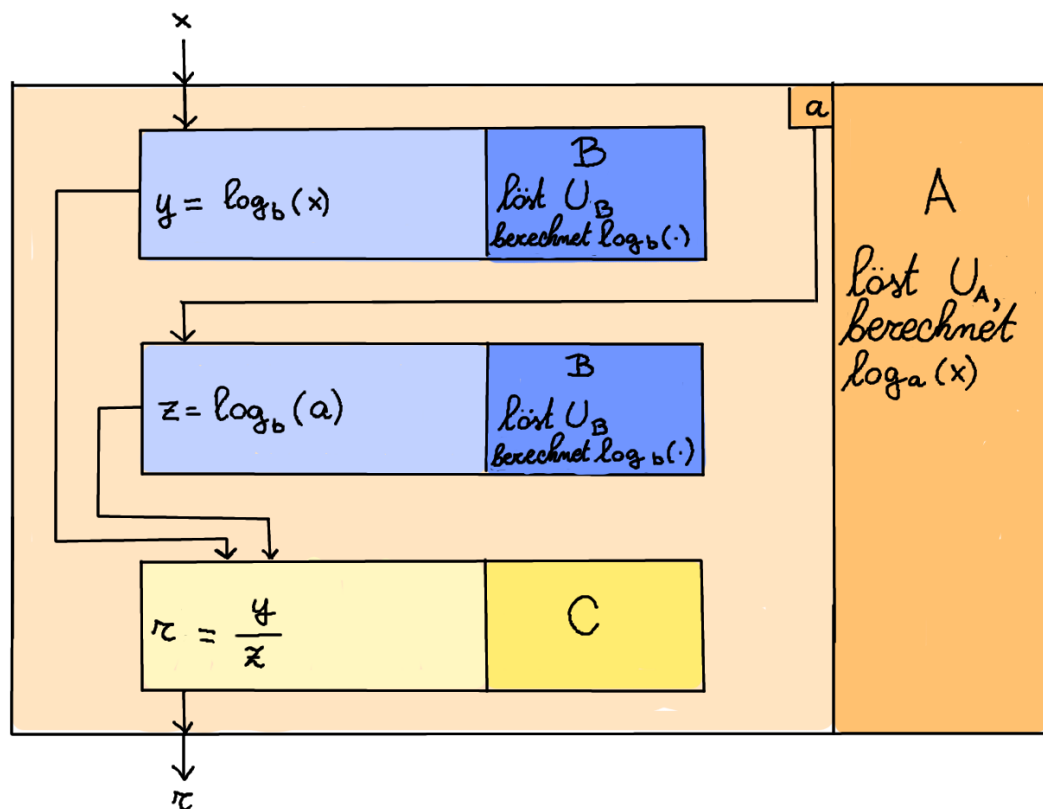 x
a
y = log_b(x)
B
löst U_B
berechnet log_b(·)
A
löst U_A,
berechnet
log_a(x)
z = log_b(a)
B
löst U_B
berechnet log_b(·)
r = y/z
C
r